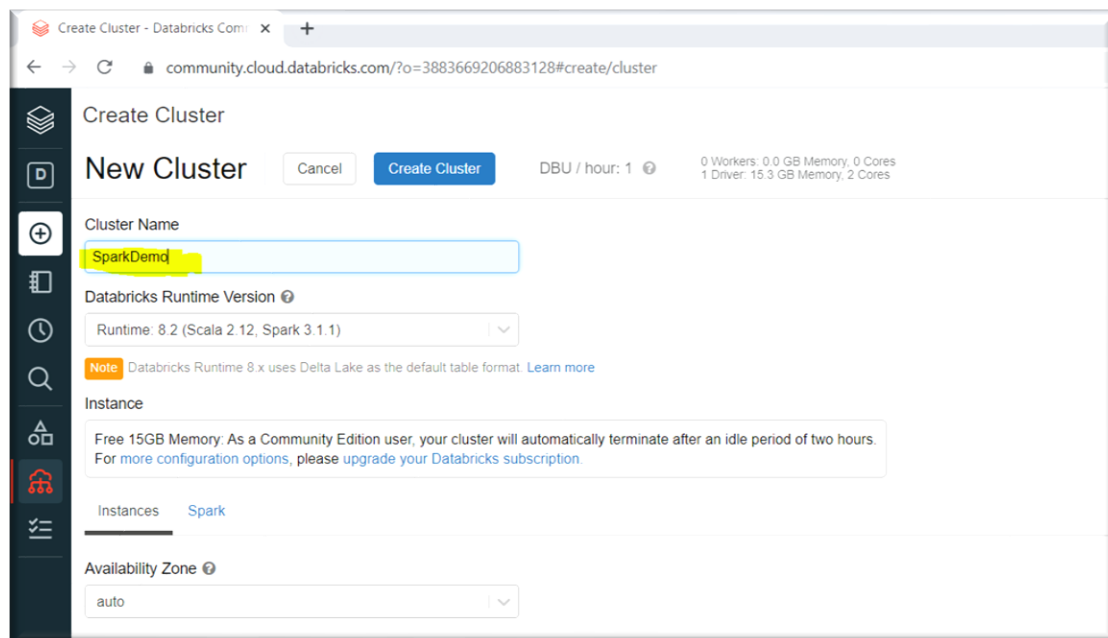 Create Cluster - Databricks Com
community.cloud.databricks.com/?o=3883669206883128#create/cluster
Create Cluster
New Cluster Cancel Create Cluster DBU / hour: 1 0 Workers: 0.0 GB Memory, 0 Cores
1 Driver: 15.3 GB Memory, 2 Cores
D
Cluster Name
SparkDemo
Databricks Runtime Version
Runtime: 8.2 (Scala 2.12, Spark 3.1.1)
Note Databricks Runtime 8.x uses Delta Lake as the default table format. Learn more
Instance
Free 15GB Memory: As a Community Edition user, your cluster will automatically terminate after an idle period of two hours.
For more configuration options, please upgrade your Databricks subscription.
Instances Spark
Availability Zone
auto